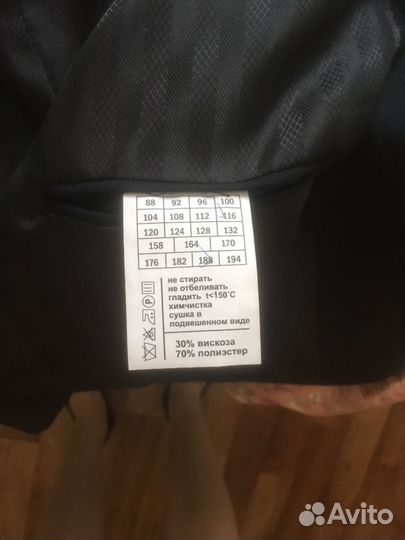 88 92 96 100
104 108 112 116
120 124 128 132
158 164 170
176 182 188 194
не стирать
не отбеливать
гладить t<150°C
химчистка
сушка в
подвешенном виде
P
30% вискоза
70% полиэстер
Avito